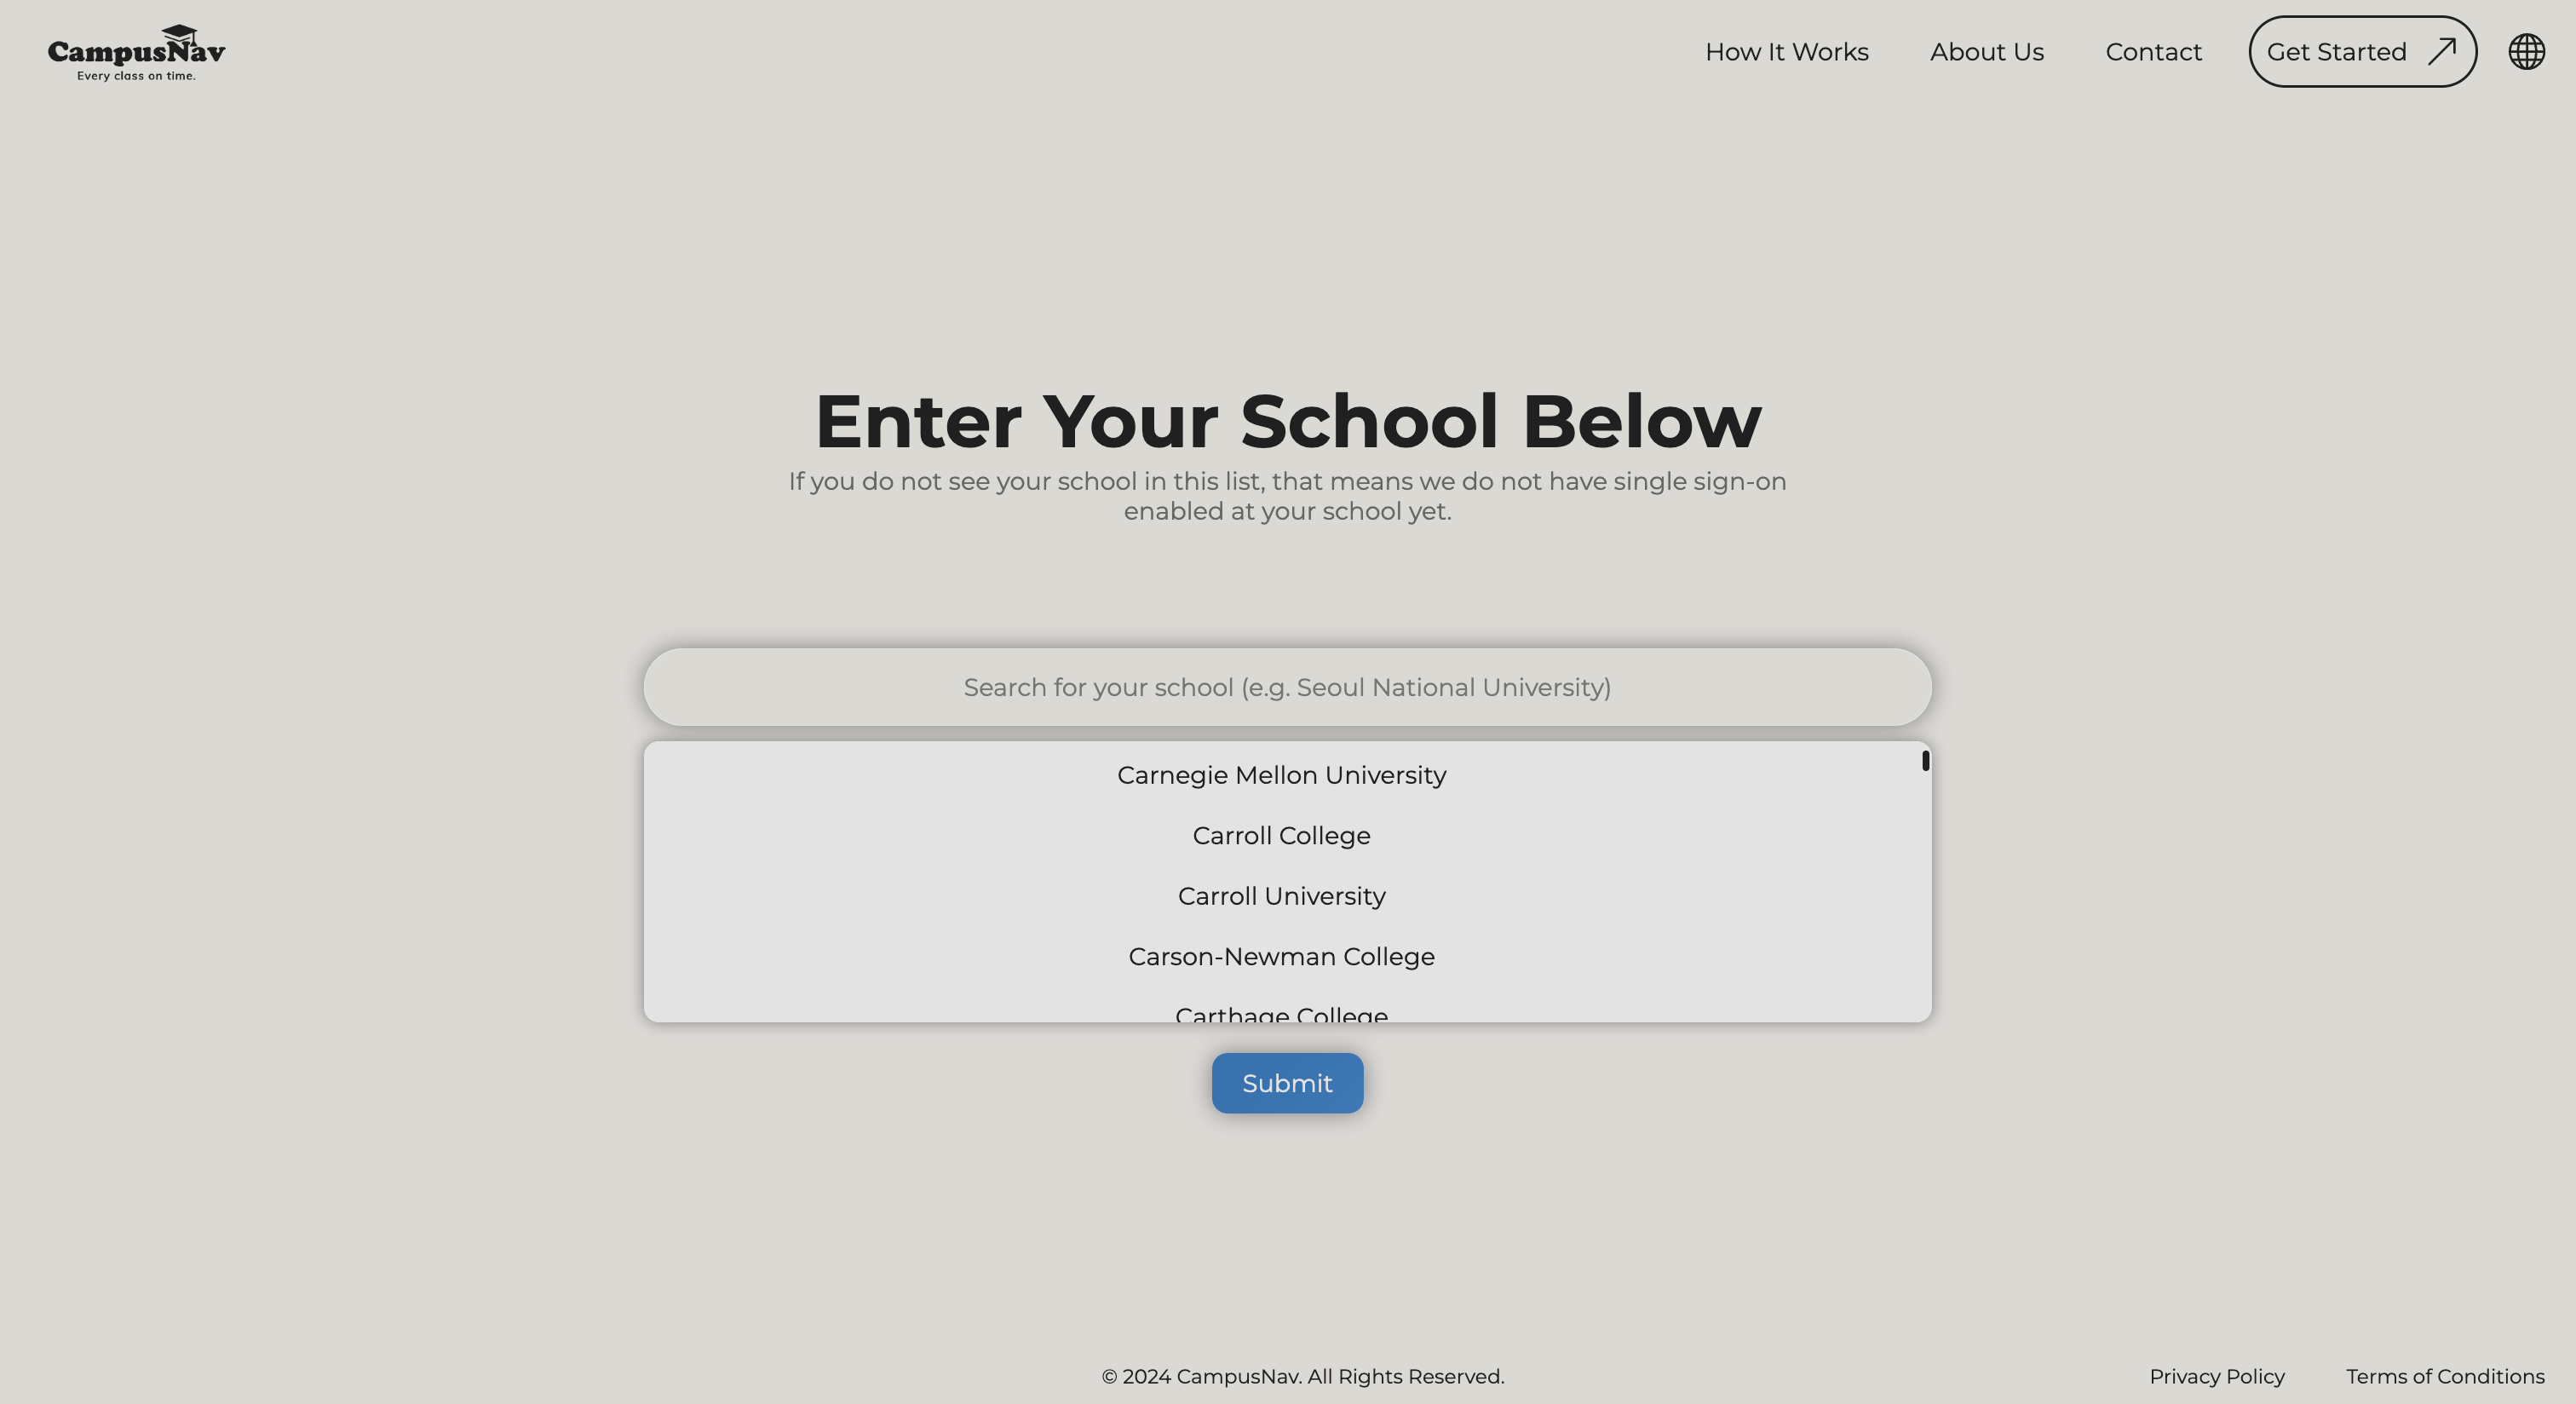 CampusNav
Every class on time.
How It Works
About Us
Contact
Get Started
Enter Your School Below
If you do not see your school in this list, that means we do not have single sign-on
enabled at your school yet.
Search for your school (e.g. Seoul National University)
Carnegie Mellon University
Carroll College
Carroll University
Carson-Newman College
Carthage College
Submit
© 2024 CampusNav. All Rights Reserved.
Privacy Policy
Terms of Conditions